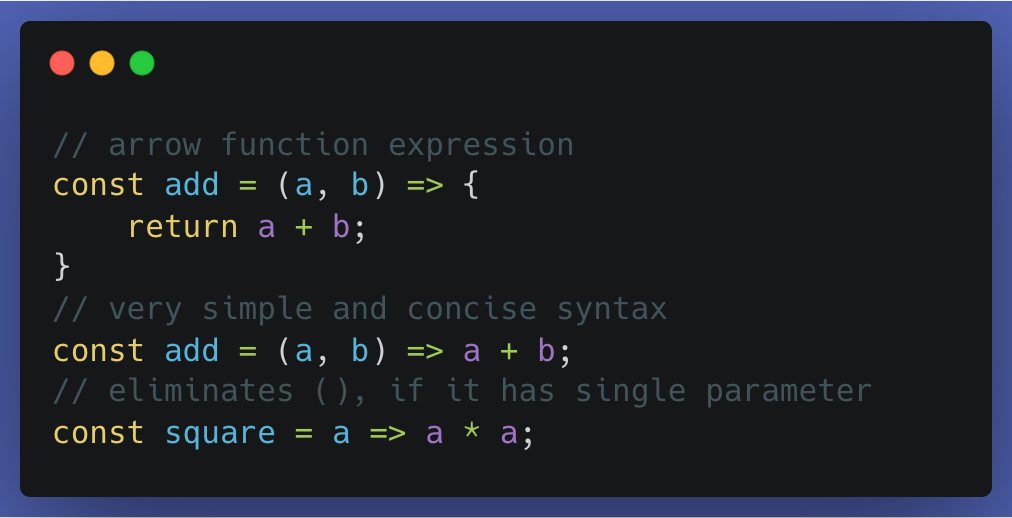 // arrow function expression
const add = (a, b) => {
    return a + b;
}
// very simple and concise syntax
const add = (a, b) => a + b;
// eliminates (), if it has single parameter
const square = a => a * a;